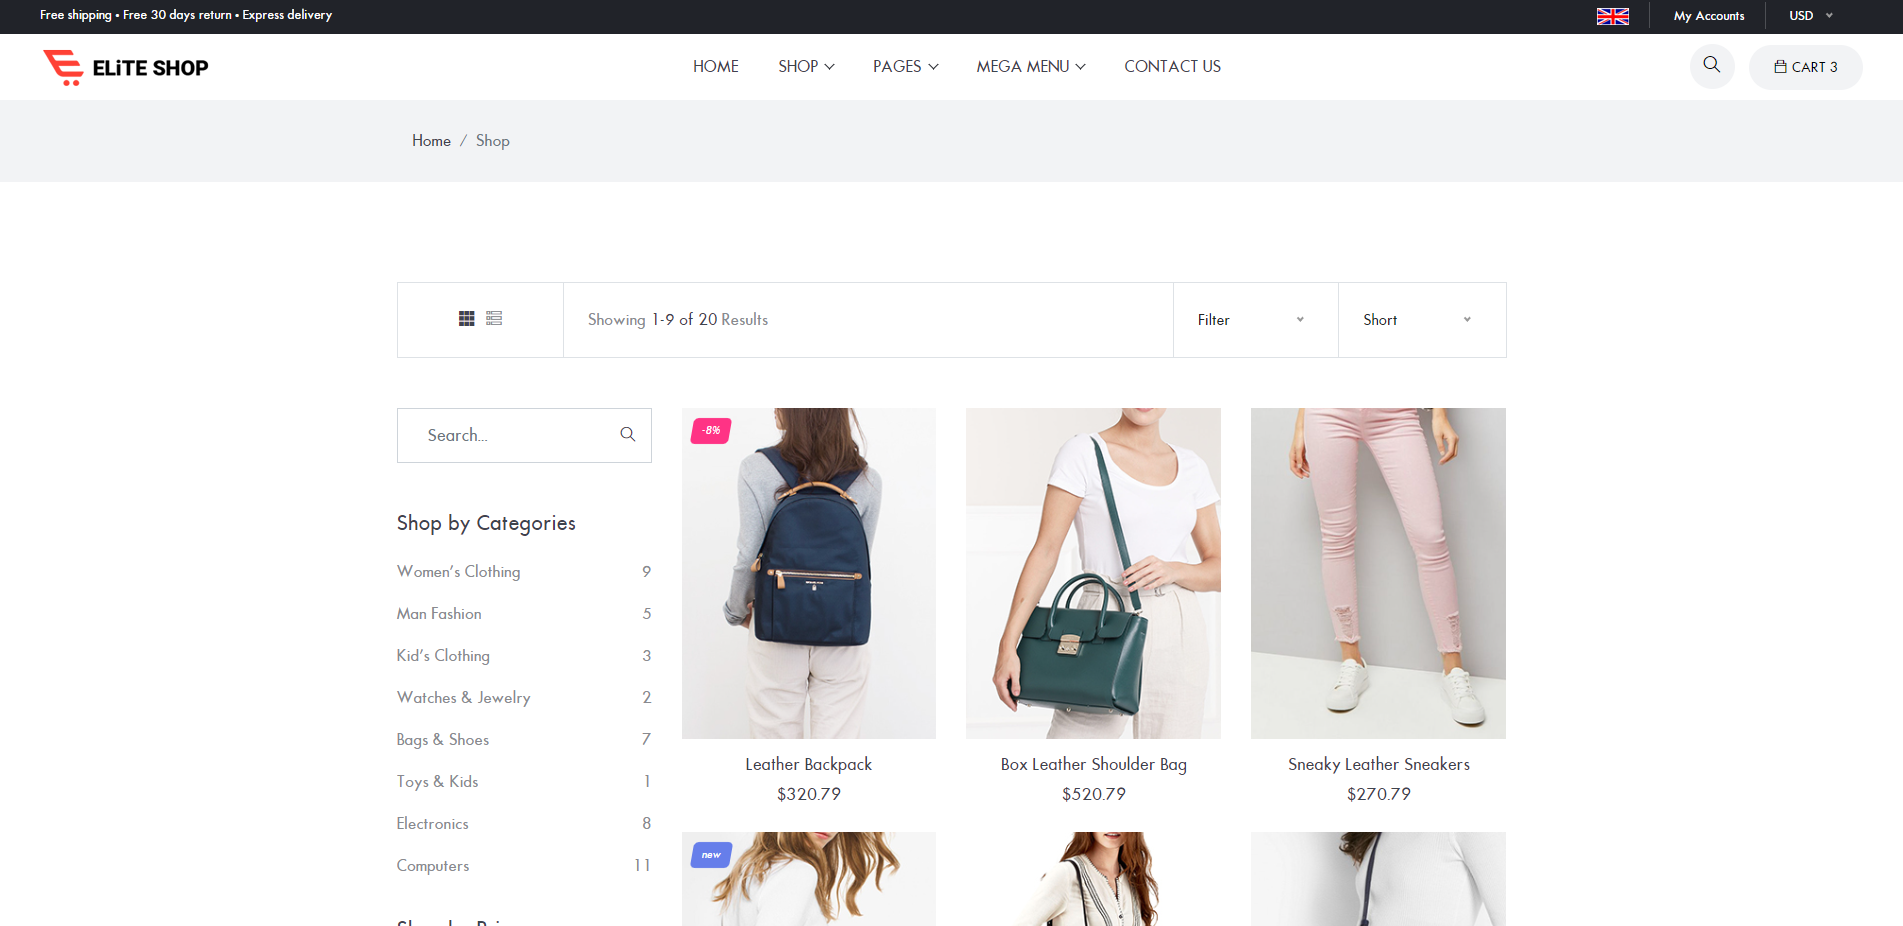 Free shipping • Free 30 days return • Express delivery
My Accounts
USD
ELiTE SHOP
HOME
SHOP
PAGES
MEGA MENU
CONTACT US
CART 3
Home / Shop
Showing 1-9 of 20 Results
Filter
Short
Search...
Shop by Categories
Women's Clothing 9
Man Fashion 5
Kid's Clothing 3
Watches & Jewelry 2
Bags & Shoes 7
Toys & Kids 1
Electronics 8
Computers 11
-8%
Leather Backpack
$320.79
Box Leather Shoulder Bag
$520.79
Sneaky Leather Sneakers
$270.79
new